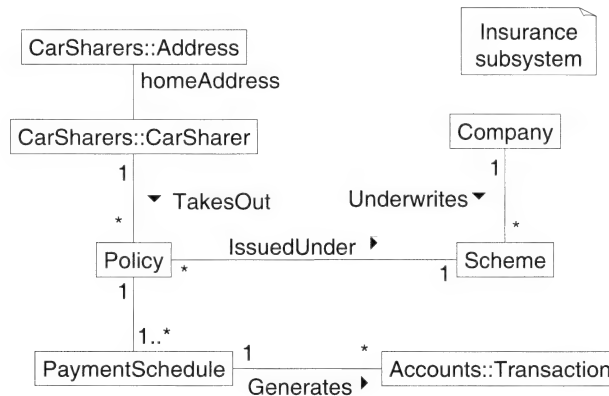 CarSharers::Address
Insurance
subsystem
homeAddress
CarSharers::CarSharer
Company
1
1
TakesOut
Underwrites
*
*
IssuedUnder
Policy
*
1
Scheme
1
1..*
PaymentSchedule
1
*
Accounts::Transaction
Generates